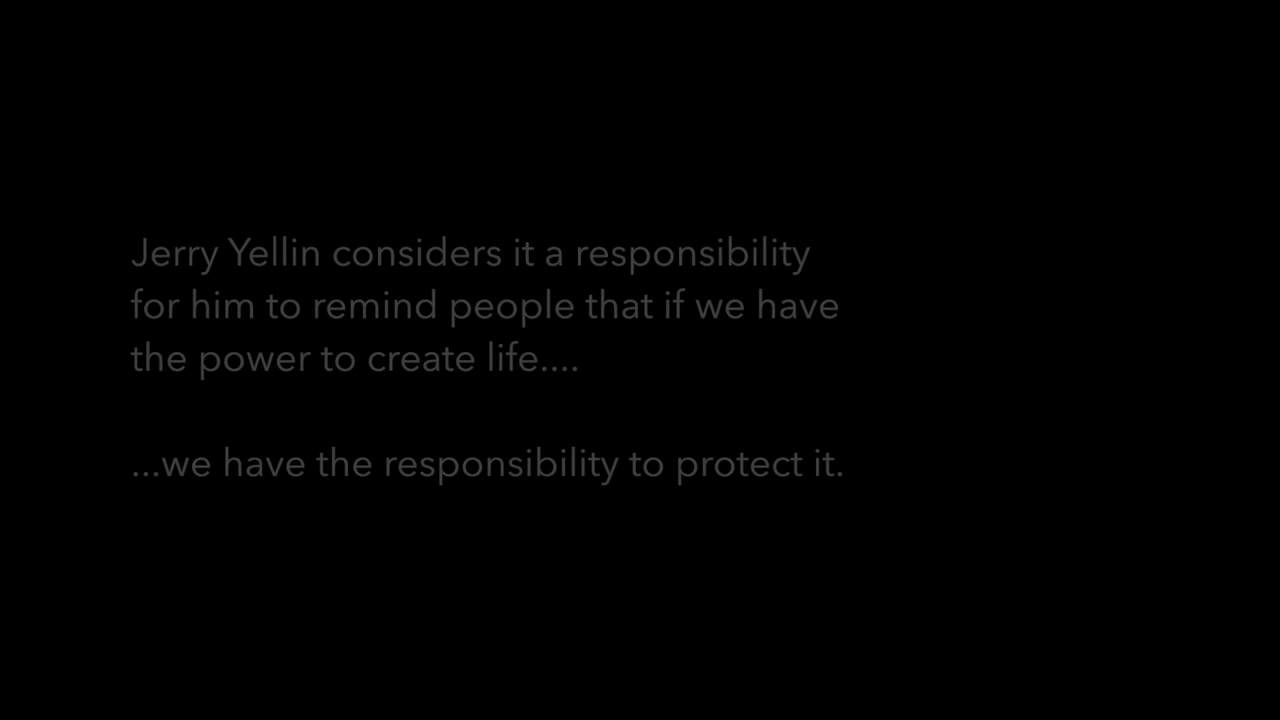 Jerry Yellin considers it a responsibility
for him to remind people that if we have
the power to create life....
...we have the responsibility to protect it.